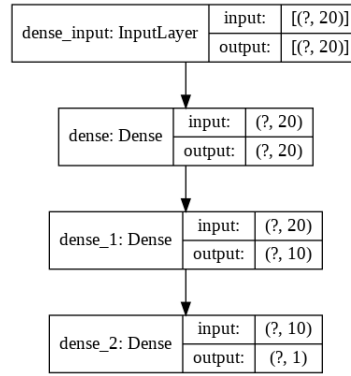 dense_input: InputLayer
input: [(?, 20)]
output: [(?, 20)]
dense: Dense
input: (?, 20)
output: (?, 20)
dense_1: Dense
input: (?, 20)
output: (?, 10)
dense_2: Dense
input: (?, 10)
output: (?, 1)